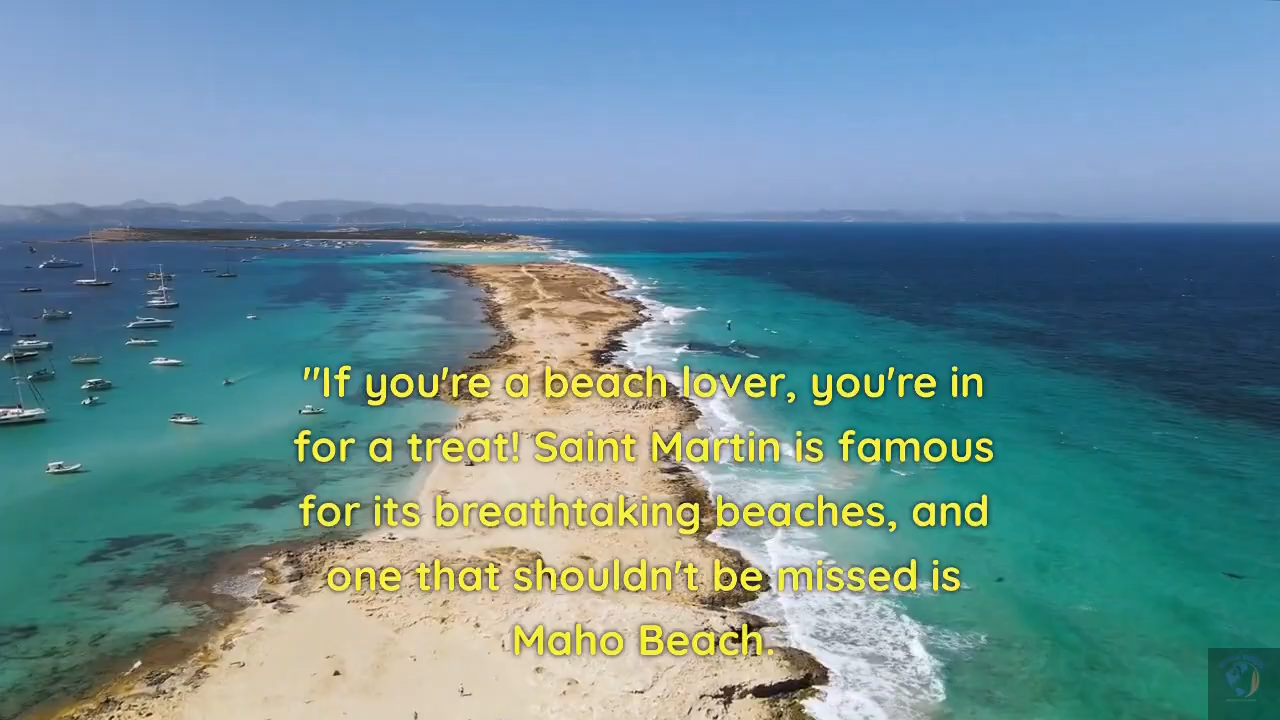 "If you're a beach lover, you're in
for a treat! Saint Martin is famous
for its breathtaking beaches, and
one that shouldn't be missed is
Maho Beach.